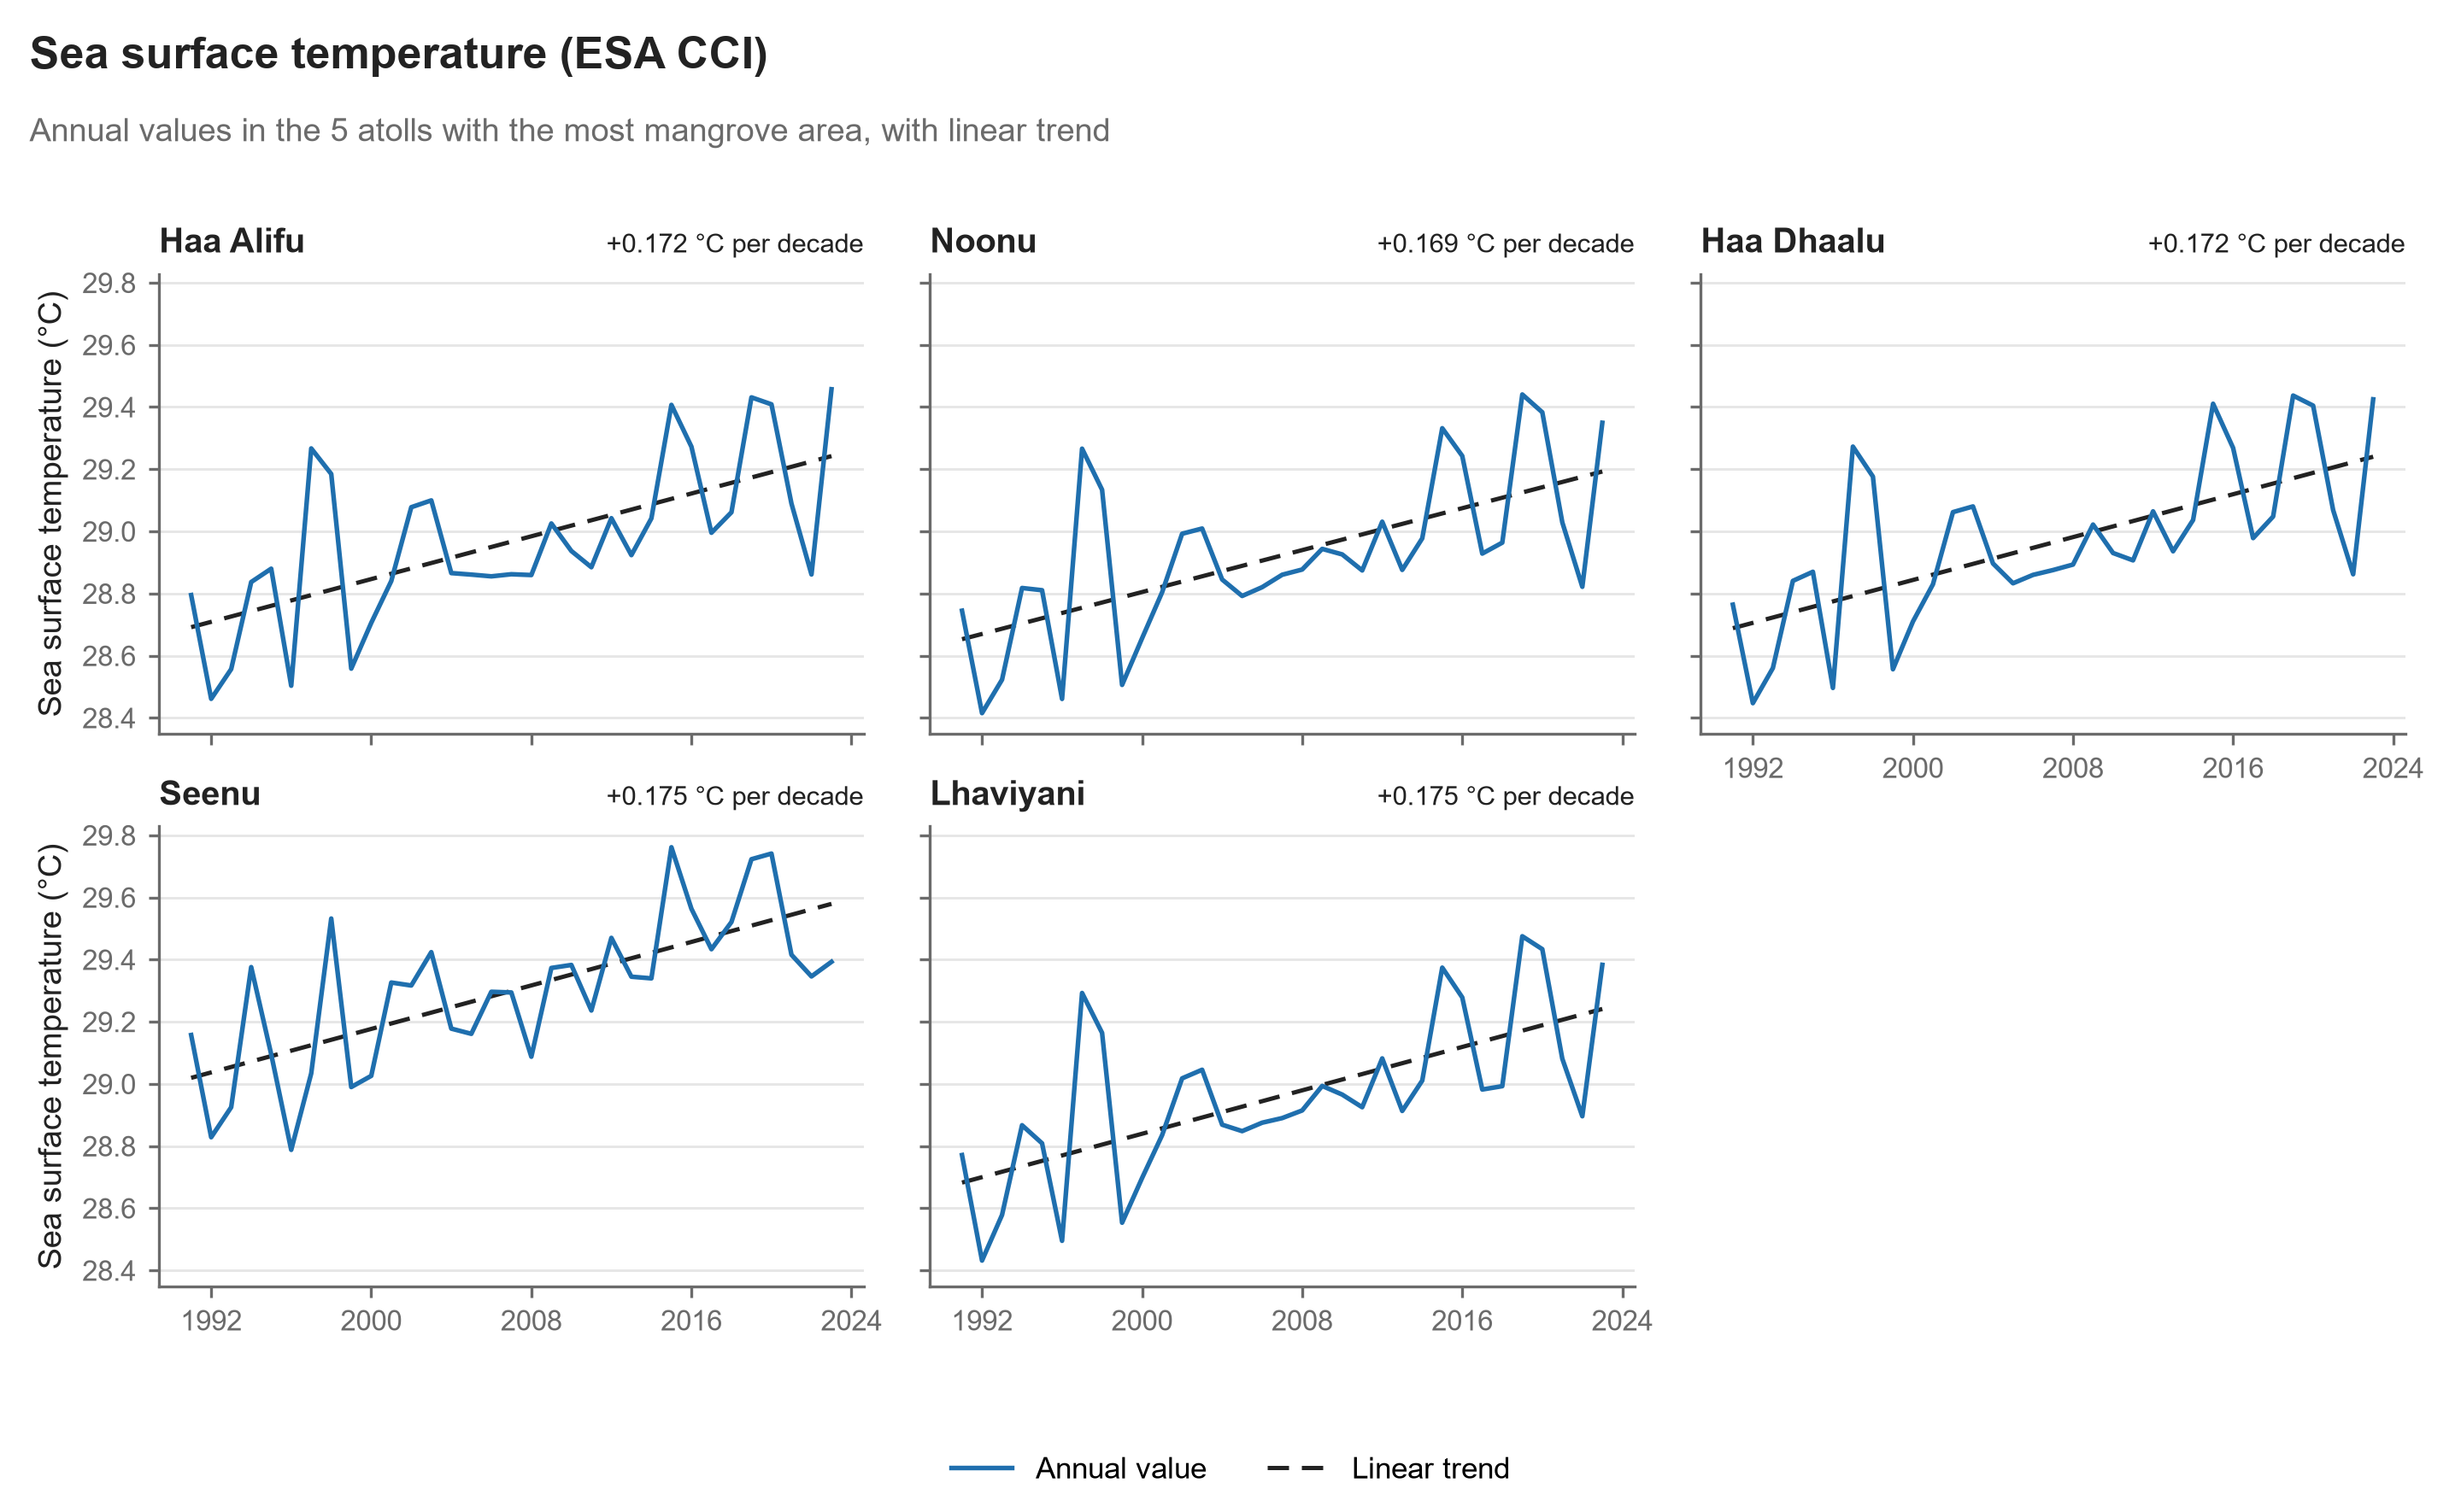 Sea surface temperature (ESA CCI)
Annual values in the 5 atolls with the most mangrove area, with linear trend
Haa Alifu
+0.172 °C per decade
Noonu
+0.169 °C per decade
Haa Dhaalu
+0.172 °C per decade
Sea surface temperature (°C)
29.8
29.6
29.4
29.2
29.0
28.8
28.6
28.4
1992
2000
2008
2016
2024
Seenu
+0.175 °C per decade
Lhaviyani
+0.175 °C per decade
Sea surface temperature (°C)
29.8
29.6
29.4
29.2
29.0
28.8
28.6
28.4
1992
2000
2008
2016
2024
1992
2000
2008
2016
2024
Annual value
Linear trend